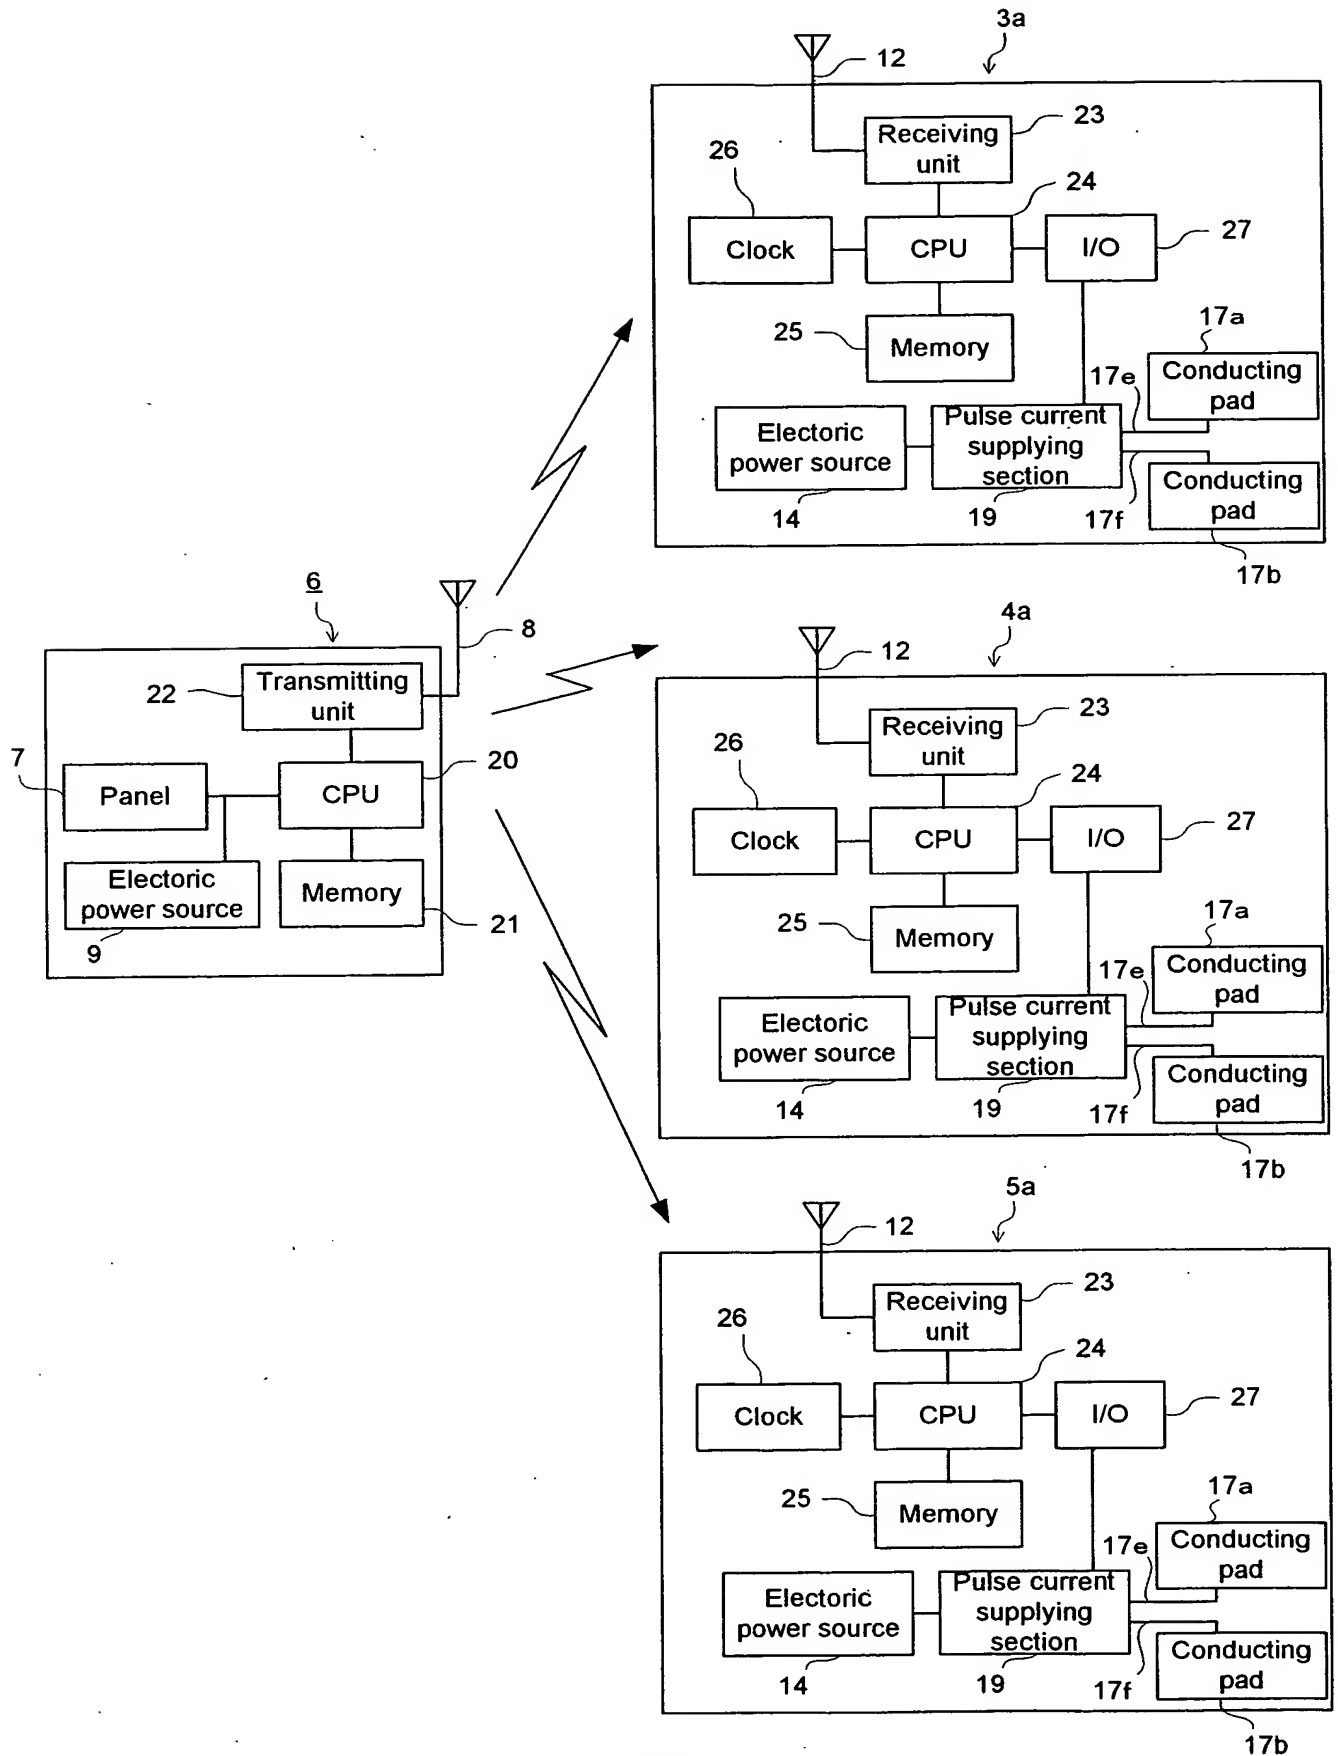 3a
12
23
Receiving
unit
26
24
Clock
CPU
I/O
27
25
Memory
17a
17e
Conducting
pad
Electoric
power source
Pulse current
supplying
section
14
19
17f
Conducting
pad
17b
6
8
22
Transmitting
unit
7
Panel
CPU
20
Electoric
power source
Memory
9
21
4a
12
23
Receiving
unit
26
24
Clock
CPU
I/O
27
25
Memory
17a
17e
Conducting
pad
Electoric
power source
Pulse current
supplying
section
14
19
17f
Conducting
pad
17b
5a
12
23
Receiving
unit
26
24
Clock
CPU
I/O
27
25
Memory
17a
17e
Conducting
pad
Electoric
power source
Pulse current
supplying
section
14
19
17f
Conducting
pad
17b